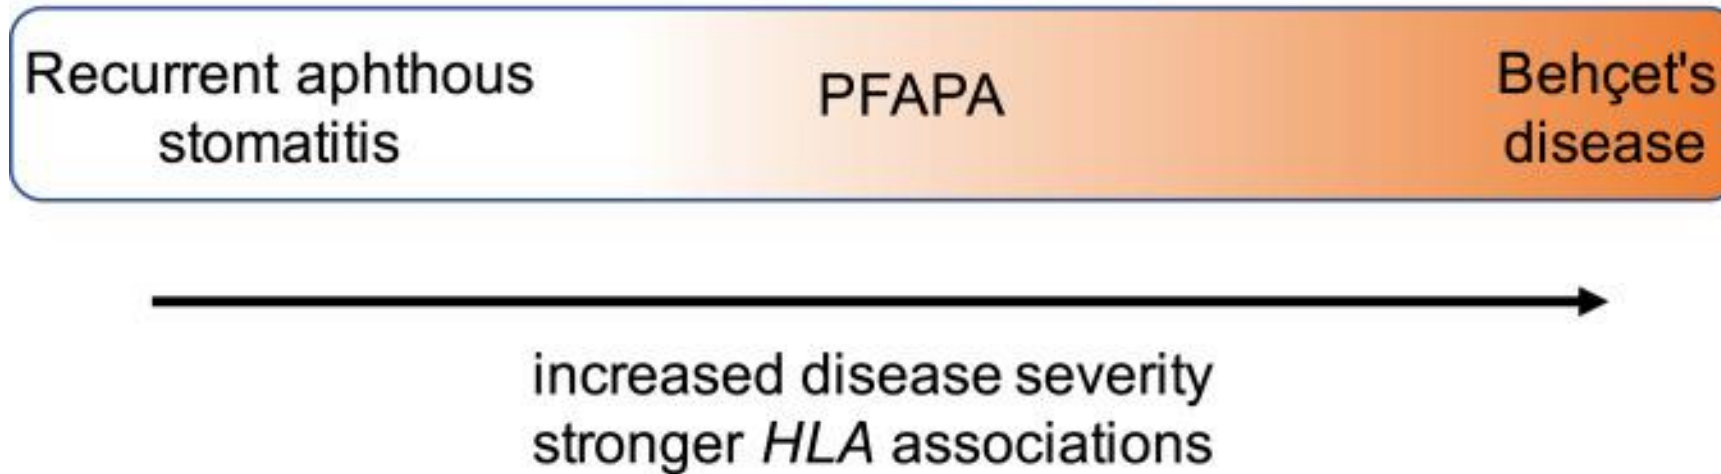 Recurrent aphthous
stomatitis
PFAPA
Behçet's
disease
increased disease severity
stronger HLA associations